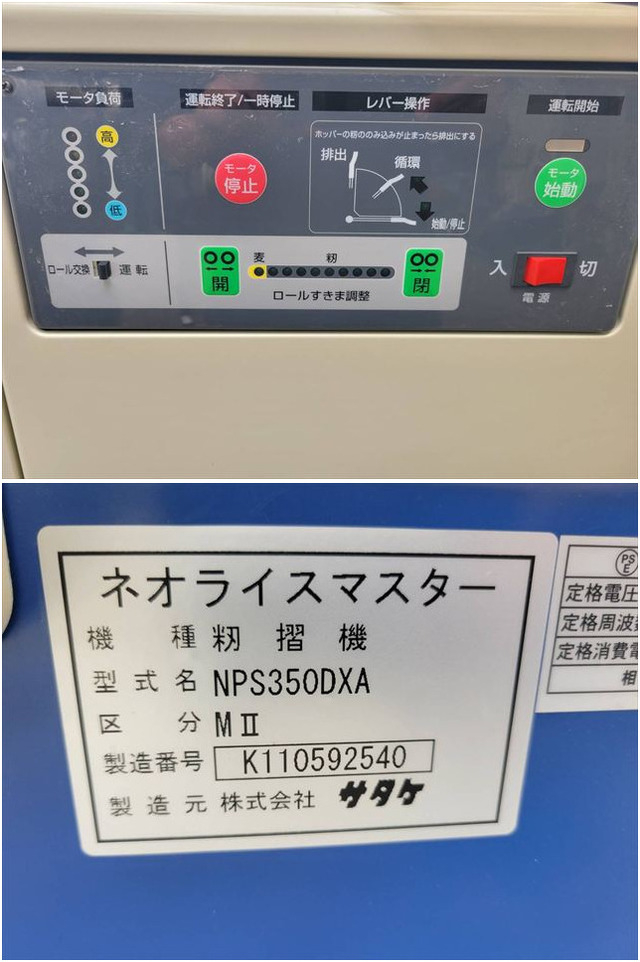 モータ負荷
運転終了/一時停止
レバー操作
運転開始
高
低
モータ
停止
ホッパーの籾ののみ込みが止まったら排出にする
排出
循環
始動/停止
モータ
始動
ロール交換
運転
開
麦
籾
ロールすきま調整
閉
入
切
電源
ネオライスマスター
機種 籾摺機
型式名 NPS350DXA
区分 MⅡ
製造番号 K110592540
製造元 株式会社 サタケ
PS
E
定格電圧
定格周波数
定格消費電
相